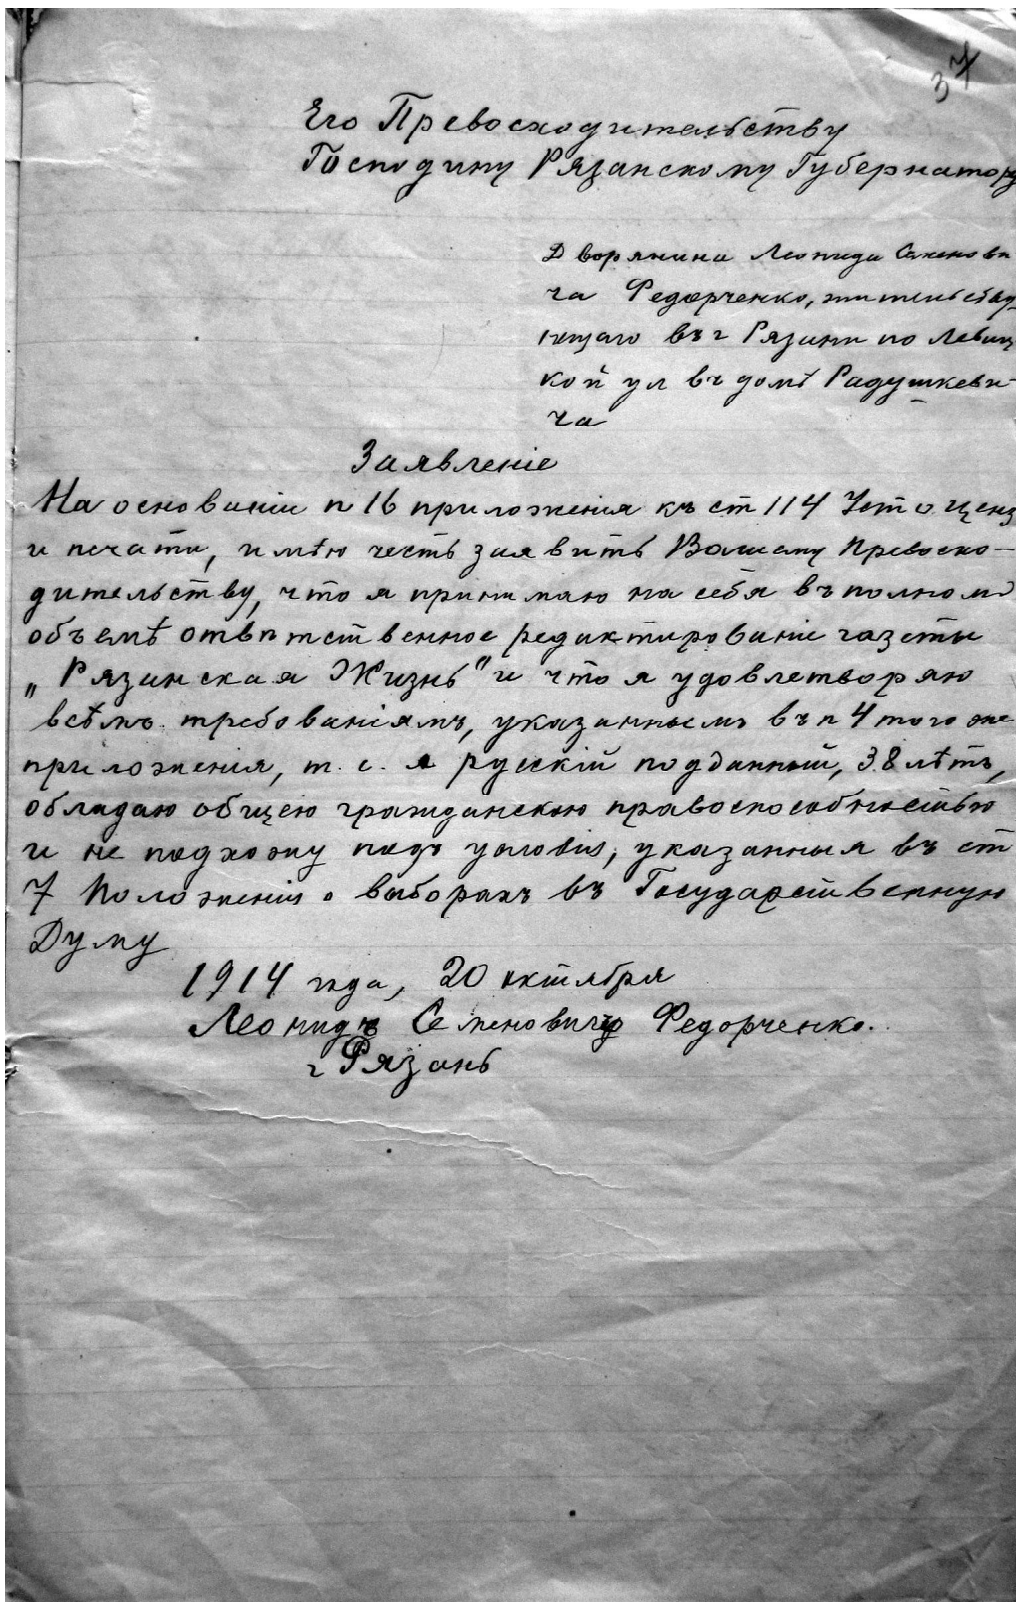 37
Его Превосходительству
Господину Рязанскому Губернатору
Дворянина Леонида Семенови
ча Федорченко, жительству-
ющаго въ г Рязани по Левиц
кой ул въ домѣ Радушкеви-
ча
Заявленіе
На основаніи п 16 приложенія къ ст 114 Уст о ценз
и печати, имѣю честь заявить Вашему Превосхо-
дительству, что я принимаю на себя въ полномъ
объемѣ отвѣтственное редактированіе газеты
„Рязанская Жизнь" и что я удовлетворяю
всѣмъ требованіямъ, указаннымъ въ п 4 того же
приложенія, т. е. я русскій подданный, 38 лѣтъ,
обладаю общею гражданскою правоспособностью
и не подхожу подъ условія, указанныя въ ст
7 Положенія о выборахъ въ Государственную
Думу
1914 года, 20 октября
Леонидъ Семеновичъ Федорченко.
г Рязань